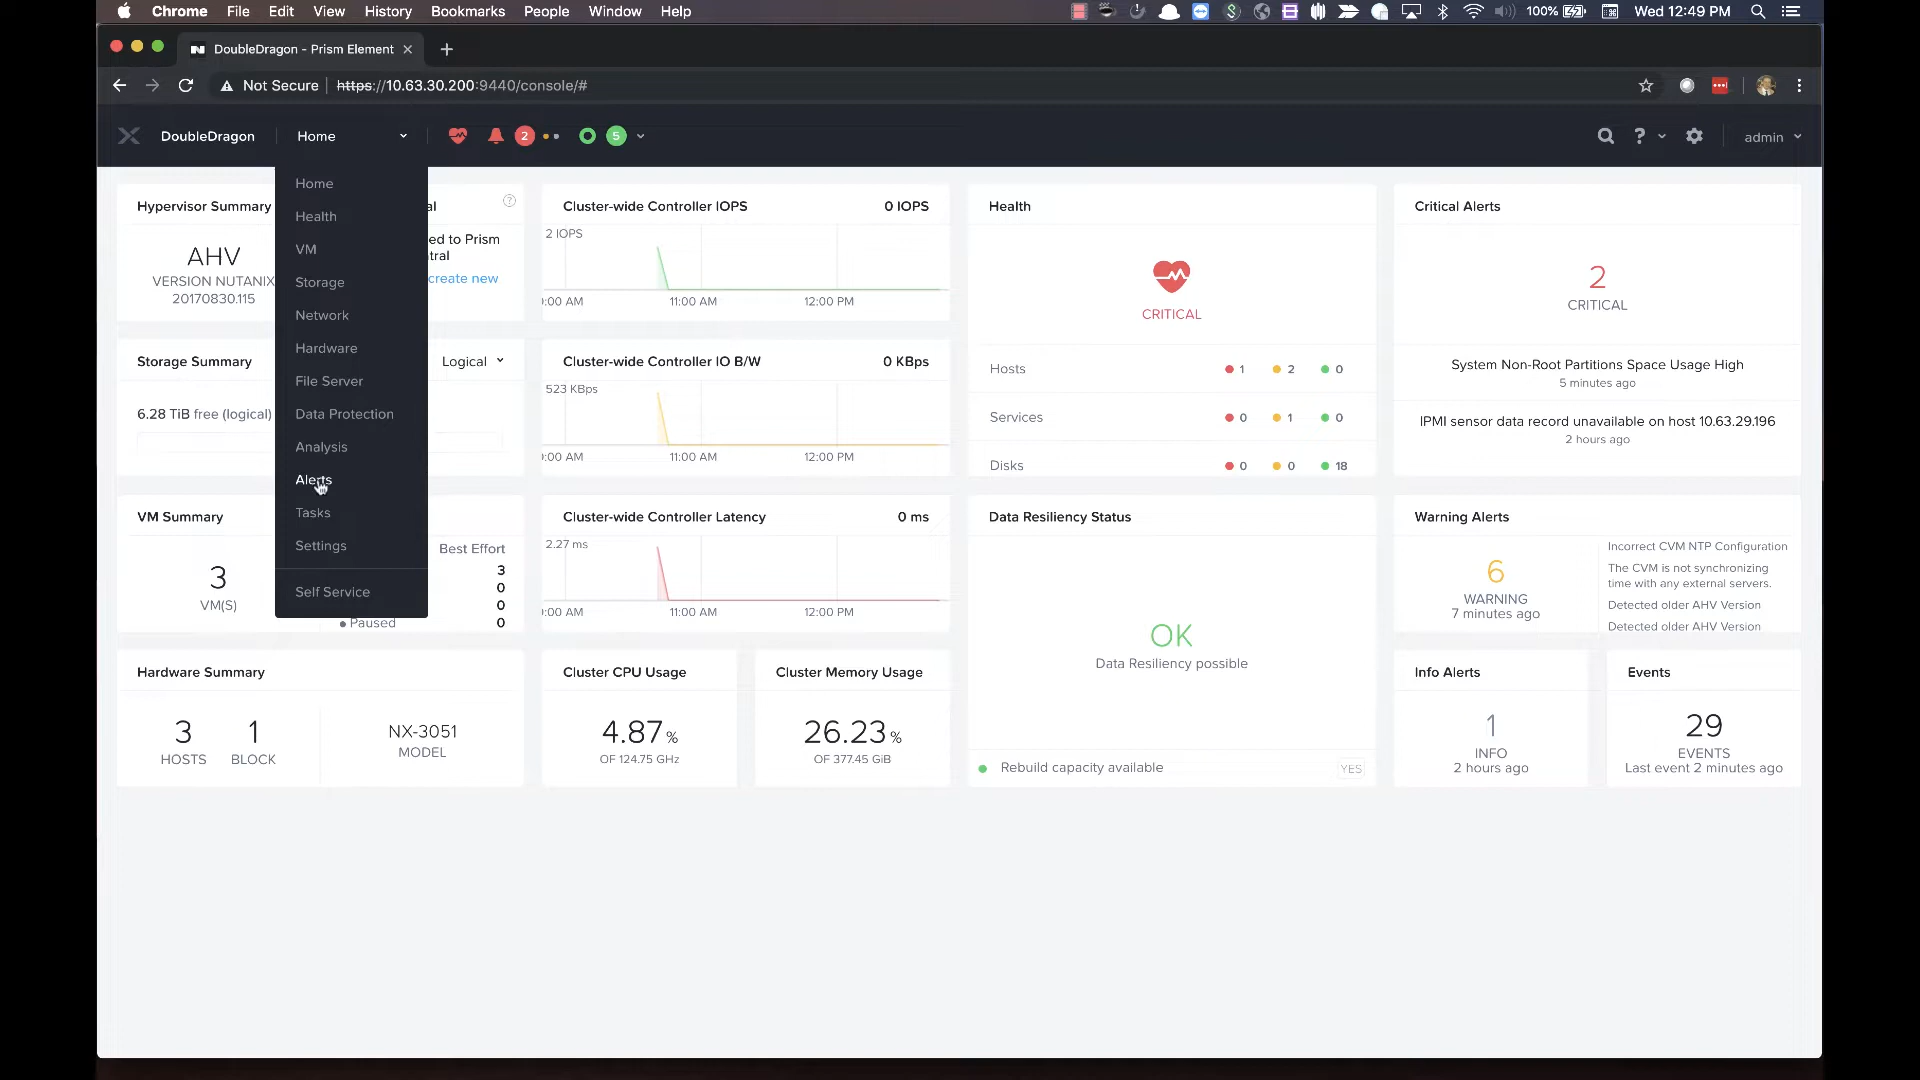 Chrome File Edit View History Bookmarks People Window Help
100% Wed 12:49 PM
DoubleDragon - Prism Element
Not Secure https://10.63.30.200:9440/console/#
DoubleDragon Home 2 5 ? admin
Home
Health
VM
Storage
Network
Hardware
File Server
Data Protection
Analysis
Alerts
Tasks
Settings
Self Service
Hypervisor Summary
AHV
VERSION NUTANIX
20170830.115
al ?
ed to Prism
tral
create new
Cluster-wide Controller IOPS 0 IOPS
2 IOPS
:00 AM 11:00 AM 12:00 PM
Health
CRITICAL
Hosts 1 2 0
Services 0 1 0
Disks 0 0 18
Critical Alerts
2
CRITICAL
System Non-Root Partitions Space Usage High
5 minutes ago
IPMI sensor data record unavailable on host 10.63.29.196
2 hours ago
Storage Summary Logical
6.28 TiB free (logical)
Cluster-wide Controller IO B/W 0 KBps
523 KBps
:00 AM 11:00 AM 12:00 PM
VM Summary
3
VM(S)
Best Effort
3
0
0
Paused 0
Cluster-wide Controller Latency 0 ms
2.27 ms
:00 AM 11:00 AM 12:00 PM
Data Resiliency Status
OK
Data Resiliency possible
Rebuild capacity available YES
Warning Alerts
6
WARNING
7 minutes ago
Incorrect CVM NTP Configuration
The CVM is not synchronizing
time with any external servers.
Detected older AHV Version
Detected older AHV Version
Hardware Summary
3 1
HOSTS BLOCK
NX-3051
MODEL
Cluster CPU Usage
4.87 %
OF 124.75 GHz
Cluster Memory Usage
26.23 %
OF 377.45 GiB
Info Alerts
1
INFO
2 hours ago
Events
29
EVENTS
Last event 2 minutes ago